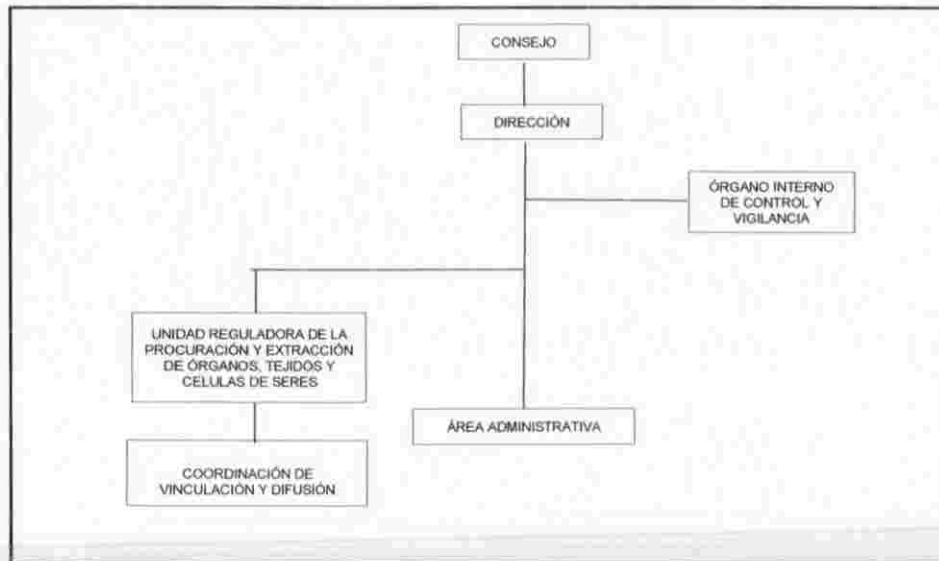 CONSEJO
DIRECCIÓN
ÓRGANO INTERNO
DE CONTROL Y
VIGILANCIA
UNIDAD REGULADORA DE LA
PROCURACIÓN Y EXTRACCIÓN
DE ÓRGANOS, TEJIDOS Y
CELULAS DE SERES
ÁREA ADMINISTRATIVA
COORDINACIÓN DE
VINCULACIÓN Y DIFUSIÓN